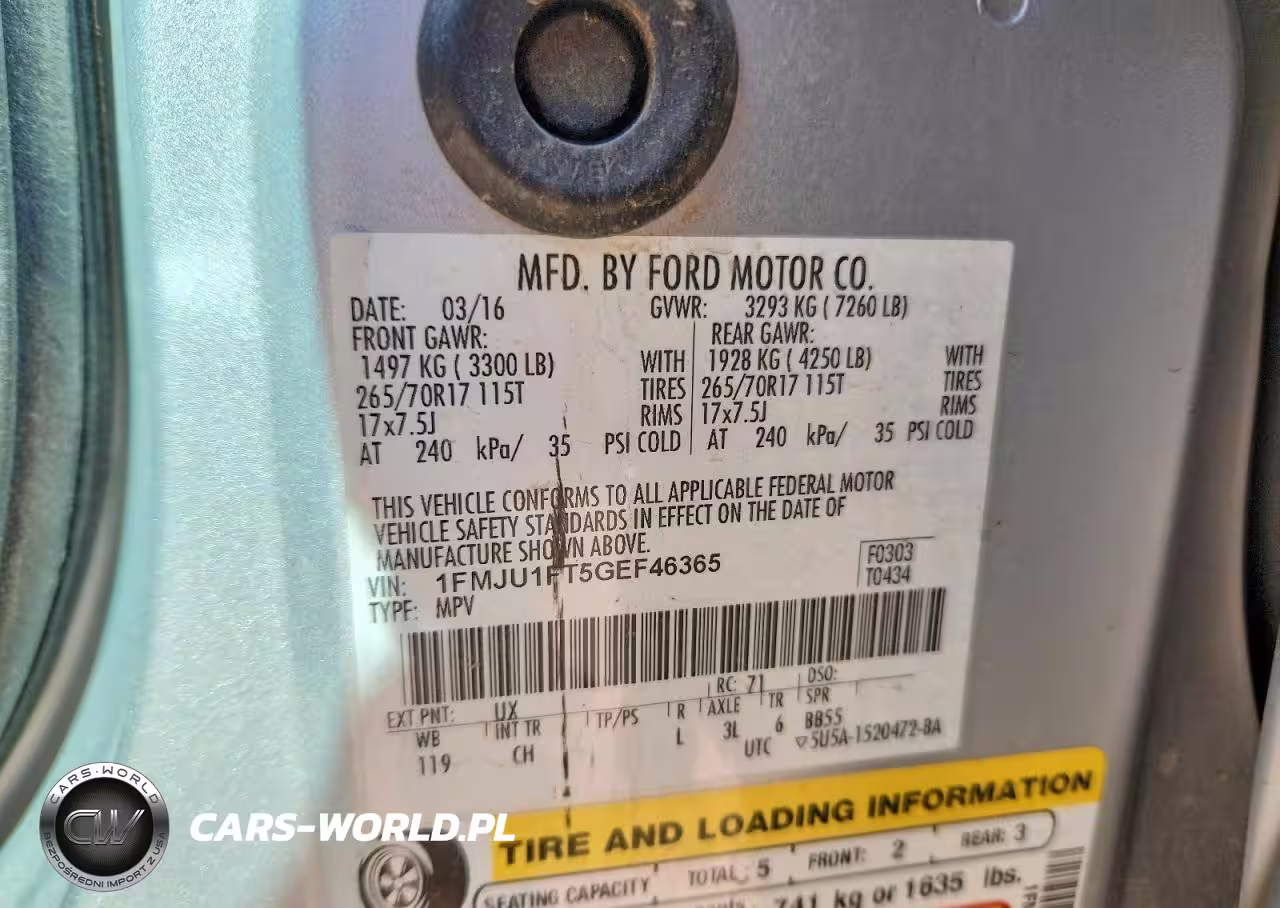 MFD. BY FORD MOTOR CO.
DATE: 03/16 GVWR: 3293 KG ( 7260 LB)
FRONT GAWR: REAR GAWR:
1497 KG ( 3300 LB) WITH 1928 KG ( 4250 LB) WITH
265/70R17 115T TIRES 265/70R17 115T TIRES
17x7.5J RIMS 17x7.5J RIMS
AT 240 kPa/ 35 PSI COLD AT 240 kPa/ 35 PSI COLD
THIS VEHICLE CONFORMS TO ALL APPLICABLE FEDERAL MOTOR
VEHICLE SAFETY STANDARDS IN EFFECT ON THE DATE OF
MANUFACTURE SHOWN ABOVE.
VIN: 1FMJU1FT5GEF46365
F0303
T0434
TYPE: MPV
EXT PNT: UX RC: 71 DSO:
WB INT TR TP/PS R AXLE TR SPR
119 CH L 3L 6 BB55
UTC ▽5U5A-1520472-BA
TIRE AND LOADING INFORMATION
SEATING CAPACITY TOTAL: 5 FRONT: 2 REAR: 3
741 kg or 1635 lbs.
CARS-WORLD
CW
BEZPOŚREDNI IMPORT Z USA
CARS-WORLD.PL